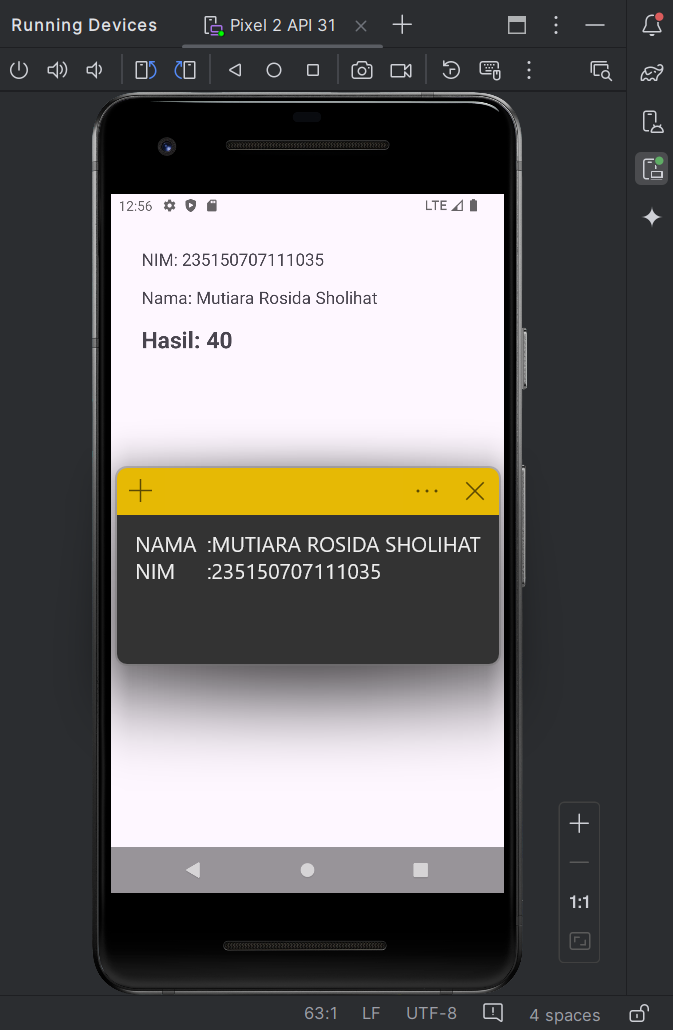 Running Devices
Pixel 2 API 31
12:56
LTE
NIM: 235150707111035
Nama: Mutiara Rosida Sholihat
Hasil: 40
NAMA :MUTIARA ROSIDA SHOLIHAT
NIM :235150707111035
1:1
63:1 LF UTF-8 4 spaces